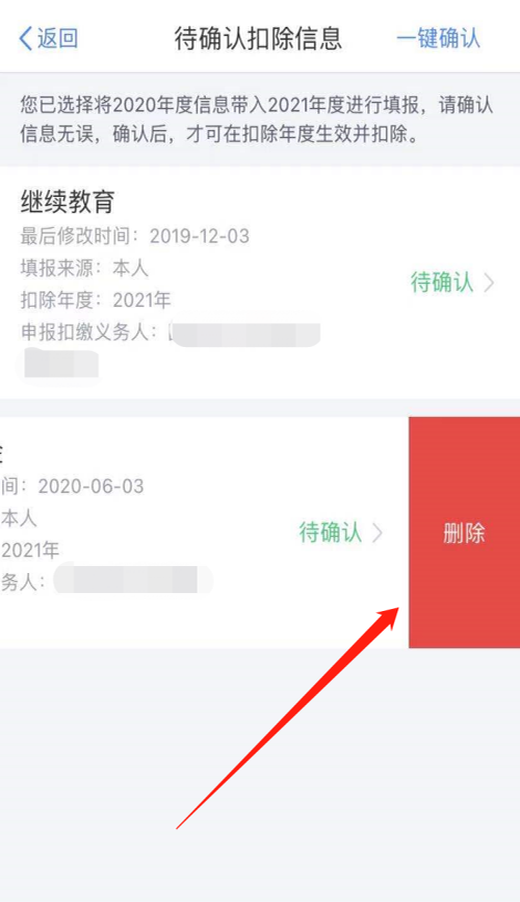 返回
待确认扣除信息
一键确认
您已选择将2020年度信息带入2021年度进行填报，请确认
信息无误，确认后，才可在扣除年度生效并扣除。
继续教育
最后修改时间：2019-12-03
填报来源：本人
待确认
扣除年度：2021年
申报扣缴义务人：
间：2020-06-03
本人
待确认
删除
2021年
务人：